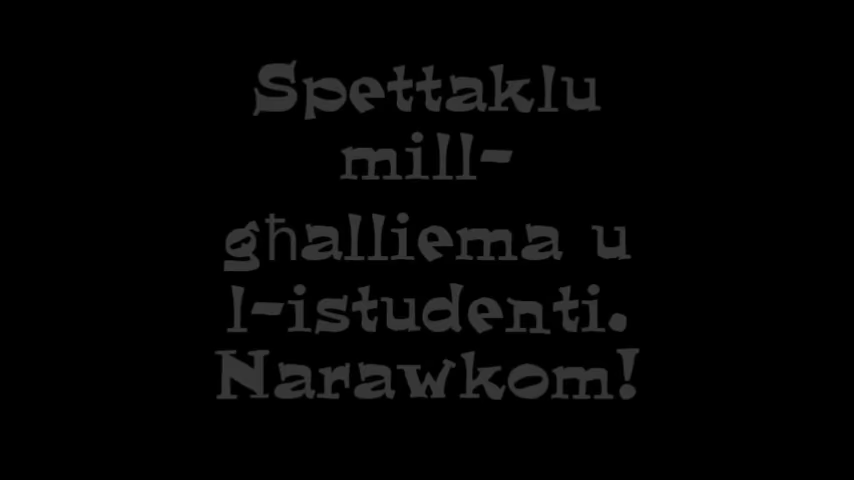 Spettaklu
mill-
għalliema u
l-istudenti.
Narawkom!